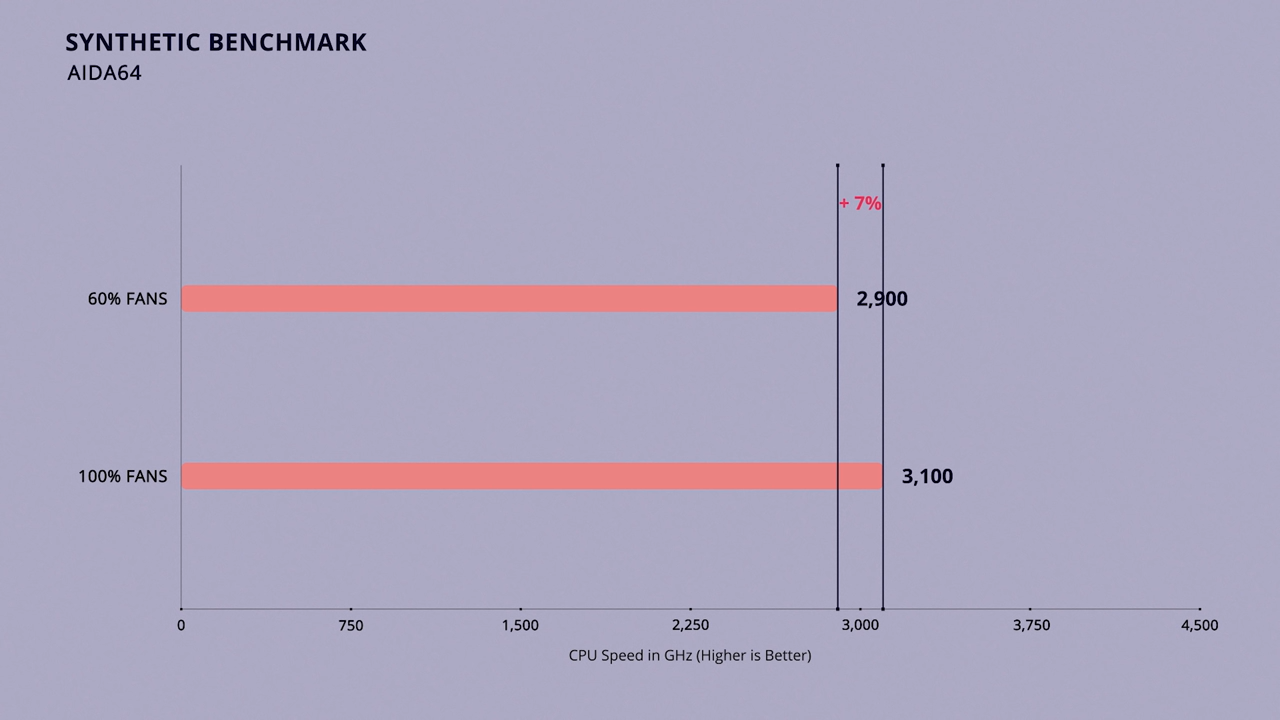 SYNTHETIC BENCHMARK
AIDA64
+ 7%
60% FANS 2,900
100% FANS 3,100
0 750 1,500 2,250 3,000 3,750 4,500
CPU Speed in GHz (Higher is Better)